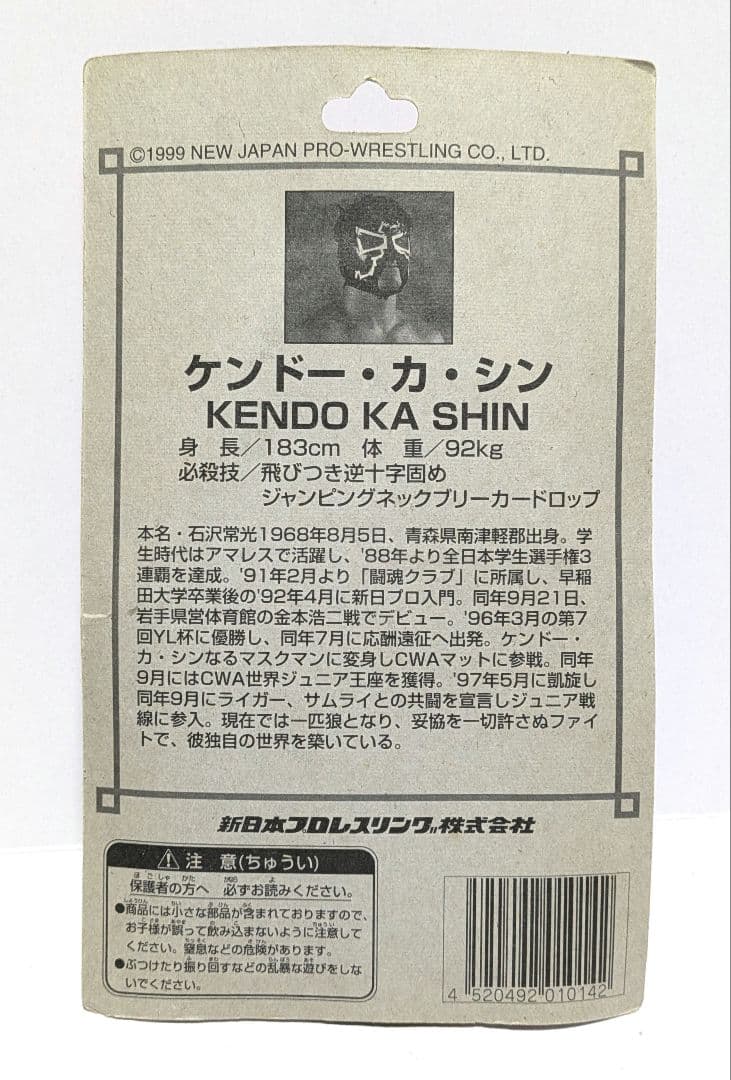 ©1999 NEW JAPAN PRO-WRESTLING CO., LTD.
ケンドー・カ・シン
KENDO KA SHIN
身　長／183cm　体　重／92kg
必殺技／飛びつき逆十字固め
ジャンピングネックブリーカードロップ
本名・石沢常光1968年8月5日、青森県南津軽郡出身。学
生時代はアマレスで活躍し、'88年より全日本学生選手権3
連覇を達成。'91年2月より「闘魂クラブ」に所属し、早稲
田大学卒業後の'92年4月に新日プロ入門。同年9月21日、
岩手県営体育館の金本浩二戦でデビュー。'96年3月の第7
回YL杯に優勝し、同年7月に応酬遠征へ出発。ケンドー・
カ・シンなるマスクマンに変身しCWAマットに参戦。同年
9月にはCWA世界ジュニア王座を獲得。'97年5月に凱旋し
同年9月にライガー、サムライとの共闘を宣言しジュニア戦
線に参入。現在では一匹狼となり、妥協を一切許さぬファイ
トで、彼独自の世界を築いている。
新日本プロレスリング株式会社
⚠注　意(ちゅうい)
保護者の方へ　必ずお読みください。
●商品には小さな部品が含まれておりますので、
お子様が誤って飲み込まないように注意して
ください。窒息などの危険があります。
●ぶつけたり振り回すなどの乱暴な遊びをしな
いでください。
4 520492 010142